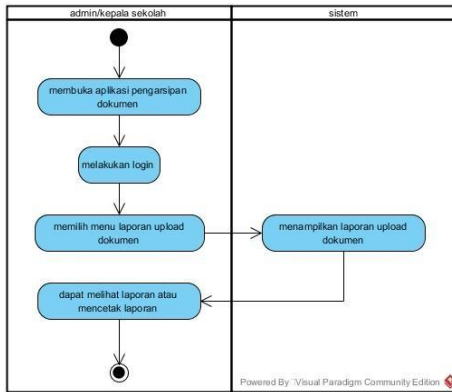 admin/kepala sekolah
sistem
membuka aplikasi pengarsipan
dokumen
melakukan login
memilih menu laporan upload
dokumen
menampilkan laporan upload
dokumen
dapat melihat laporan atau
mencetak laporan
Powered By Visual Paradigm Community Edition